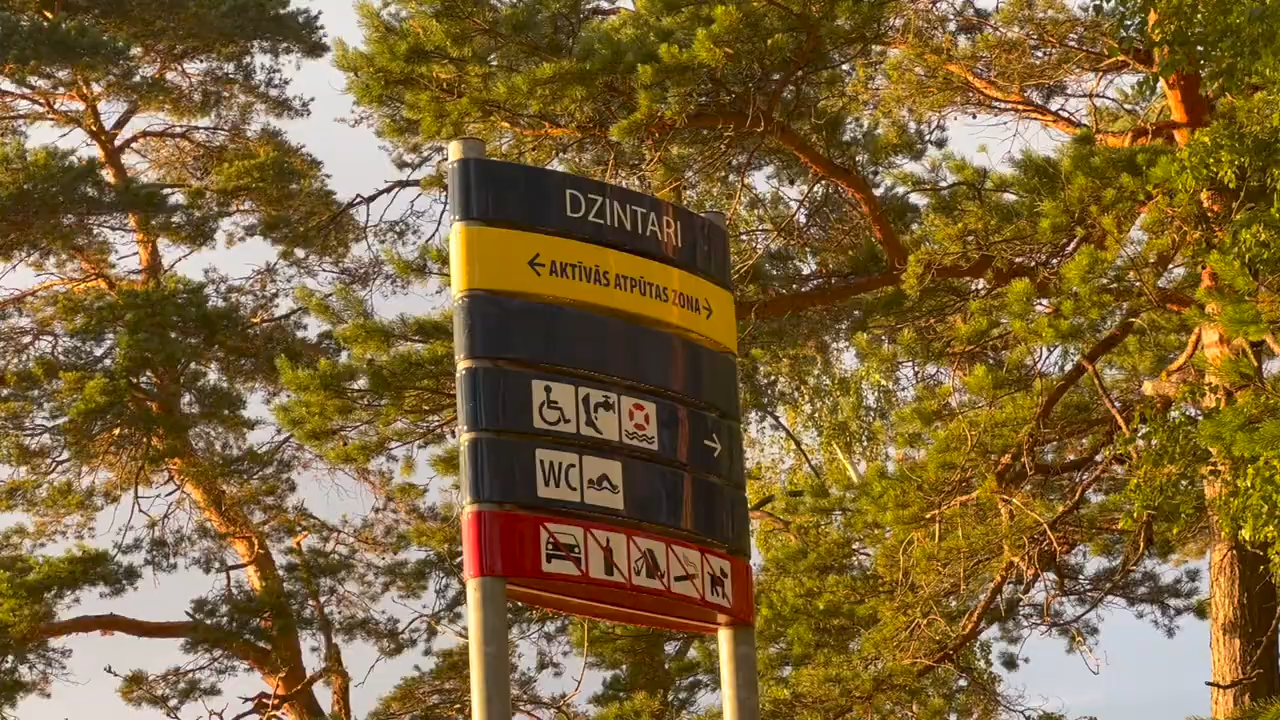 DZINTARI
←AKTĪVĀS ATPŪTAS ZONA→
→
WC